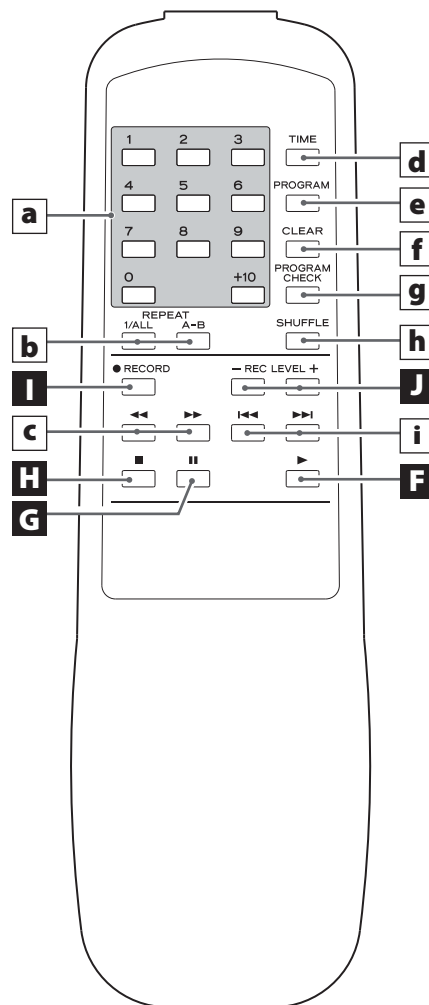 1 2 3 TIME
d
4 5 6 PROGRAM
a e
7 8 9 CLEAR
f
0 +10 PROGRAM
CHECK
g
REPEAT
1/ALL A-B SHUFFLE
b h
● RECORD − REC LEVEL +
I J
◀◀ ▶▶ I◀◀ ▶▶I
c i
■ II ▶
H F
G